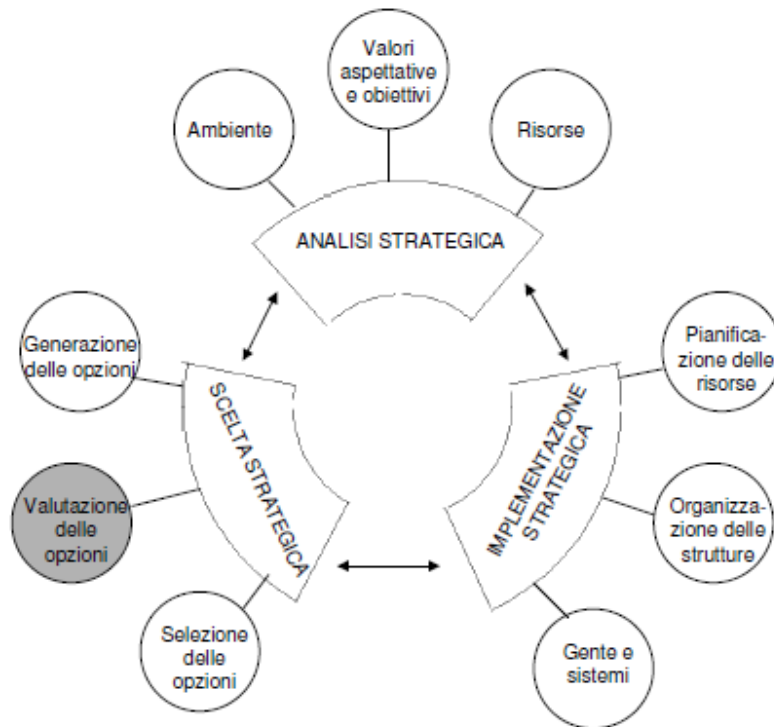 Valori
aspettative
e obiettivi
Ambiente
Risorse
ANALISI STRATEGICA
Generazione
delle opzioni
Valutazione
delle
opzioni
Selezione
delle
opzioni
SCELTA STRATEGICA
IMPLEMENTAZIONE
STRATEGICA
Pianifica-
zione delle
risorse
Organizza-
zione delle
strutture
Gente e
sistemi